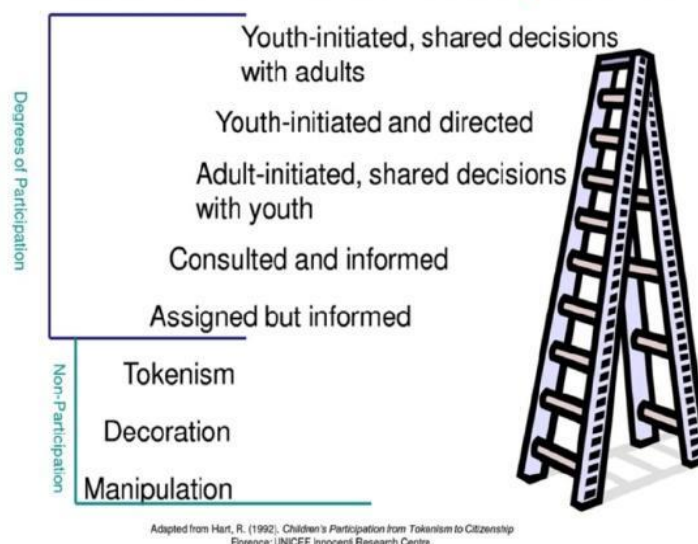 Youth-initiated, shared decisions
with adults
Youth-initiated and directed
Adult-initiated, shared decisions
with youth
Consulted and informed
Assigned but informed
Tokenism
Decoration
Manipulation
Degrees of Participation
Non-Participation
Adapted from Hart, R. (1992). Children's Participation from Tokenism to Citizenship
Florence: UNICEF Innocenti Research Centre